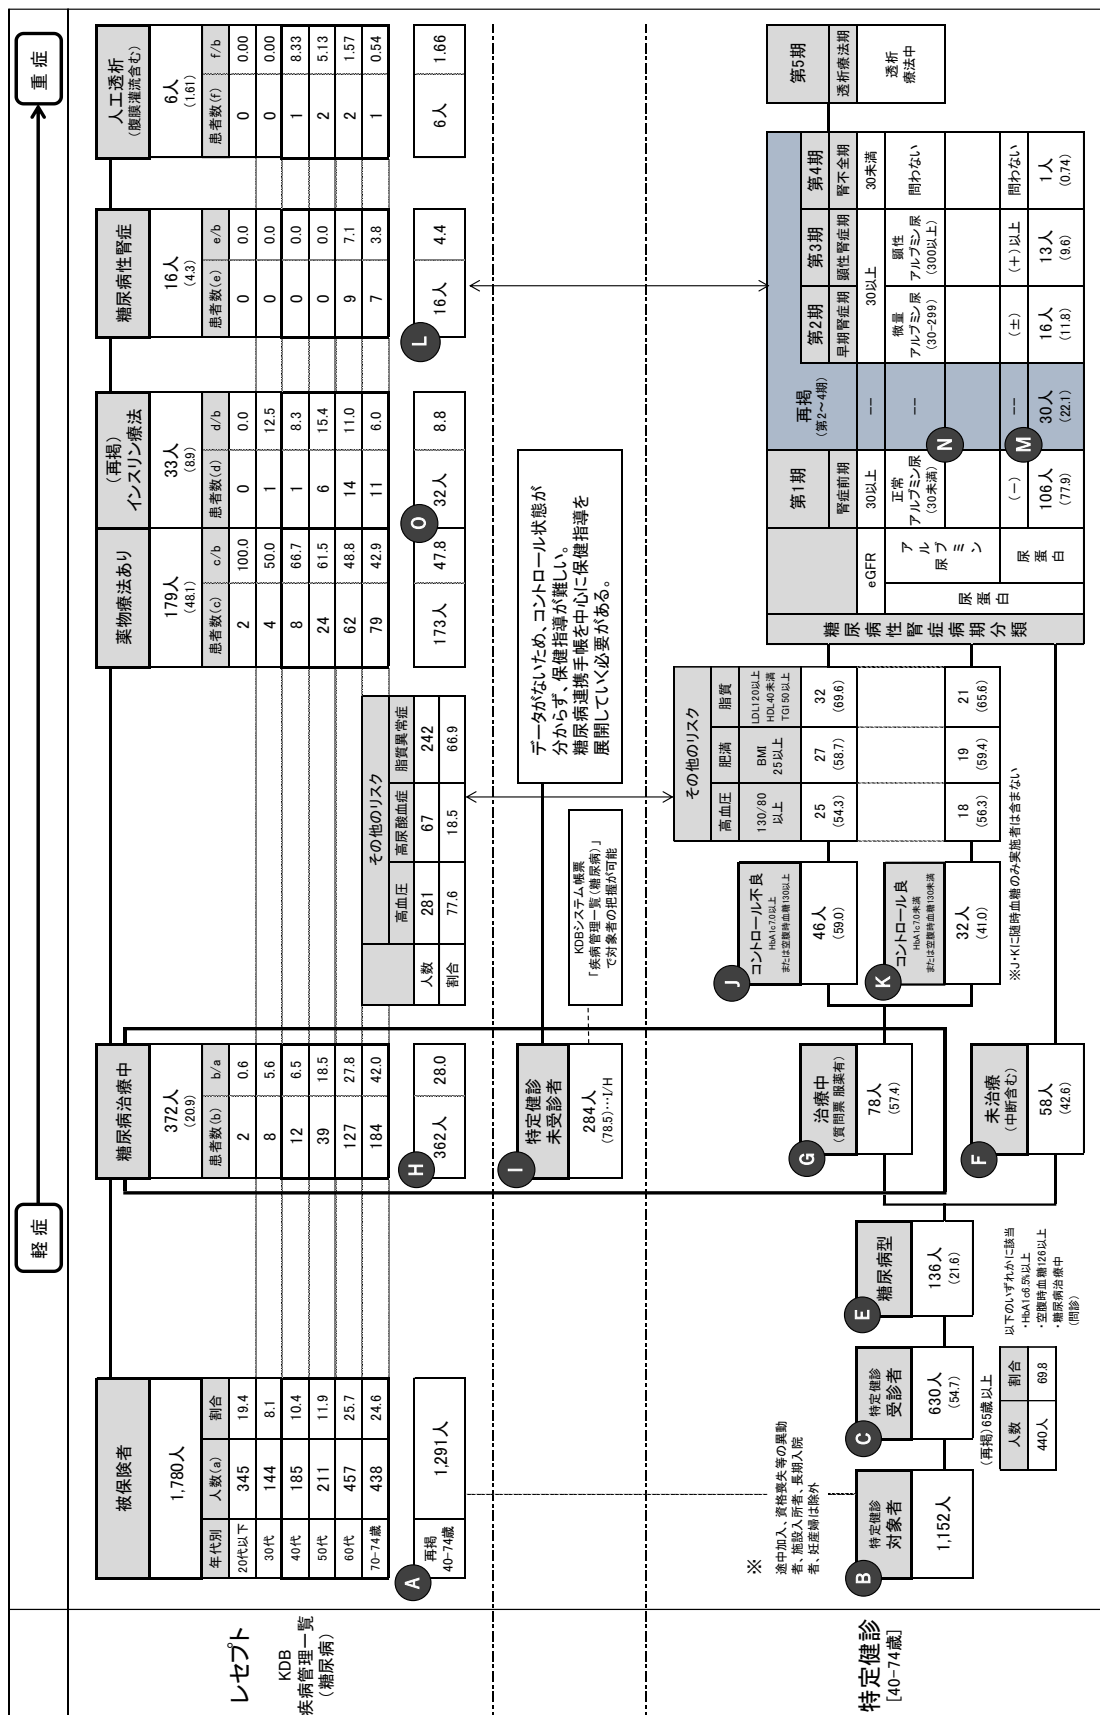 軽症
重症
レセプト
KDB
疾病管理一覧
(糖尿病)
被保険者
1,780人
年代別 人数(a) 割合
20代以下 345 19.4
30代 144 8.1
40代 185 10.4
50代 211 11.9
60代 457 25.7
70-74歳 438 24.6
A
再掲
40-74歳
1,291人
糖尿病治療中
372人
(20.9)
患者数(b) b/a
2 0.6
8 5.6
12 6.5
39 18.5
127 27.8
184 42.0
H
362人 28.0
その他のリスク
高血圧 高尿酸血症 脂質異常症
人数 281 67 242
割合 77.6 18.5 66.9
薬物療法あり
179人
(48.1)
患者数(c) c/b
2 100.0
4 50.0
8 66.7
24 61.5
62 48.8
79 42.9
173人 47.8
(再掲)
インスリン療法
33人
(8.9)
患者数(d) d/b
0 0.0
1 12.5
1 8.3
6 15.4
14 11.0
11 6.0
O
32人 8.8
糖尿病性腎症
16人
(4.3)
患者数(e) e/b
0 0.0
0 0.0
0 0.0
0 0.0
9 7.1
7 3.8
L
16人 4.4
人工透析
(腹膜灌流含む)
6人
(1.61)
患者数(f) f/b
0 0.00
0 0.00
1 8.33
2 5.13
2 1.57
1 0.54
6人 1.66
I
特定健診
未受診者
284人
(78.5)…I/H
KDBシステム帳票
「疾病管理一覧(糖尿病)」
で対象者の把握が可能
データがないため、コントロール状態が
分からず、保健指導が難しい。
糖尿病連携手帳を中心に保健指導を
展開していく必要がある。
特定健診
[40-74歳]
※
途中加入、資格喪失等の異動
者、施設入所者、長期入院
者、妊産婦は除外
B
特定健診
対象者
1,152人
C
特定健診
受診者
630人
(54.7)
(再掲)65歳以上
人数 割合
440人 69.8
E
糖尿病型
136人
(21.6)
以下のいずれかに該当
・HbA1c6.5%以上
・空腹時血糖126以上
・糖尿病治療中
(問診)
G
治療中
(質問票 服薬有)
78人
(57.4)
F
未治療
(中断含む)
58人
(42.6)
J
コントロール不良
HbA1c7.0以上
または空腹時血糖130以上
46人
(59.0)
K
コントロール良
HbA1c7.0未満
または空腹時血糖130未満
32人
(41.0)
※J・Kに随時血糖のみ実施者は含まない
その他のリスク
高血圧 肥満 脂質
130/80
以上
BMI
25以上
LDL120以上
HDL40未満
TG150以上
25 27 32
(54.3) (58.7) (69.6)
18 19 21
(56.3) (59.4) (65.6)
糖尿病性腎症病期分類
第1期 再掲 第2期 第3期 第4期 第5期
(第2~4期)
腎症前期 早期腎症期 顕性腎症期 腎不全期 透析療法期
eGFR 30以上 -- 30以上 30未満 透析
療法中
尿蛋白
アルブミン尿
正常
アルブミン尿
(30未満)
--
微量
アルブミン尿
(30-299)
顕性
アルブミン尿
(300以上)
問わない
N
尿蛋白 (-) -- (±) (+)以上 問わない
M
106人 30人 16人 13人 1人
(77.9) (22.1) (11.8) (9.6) (0.74)